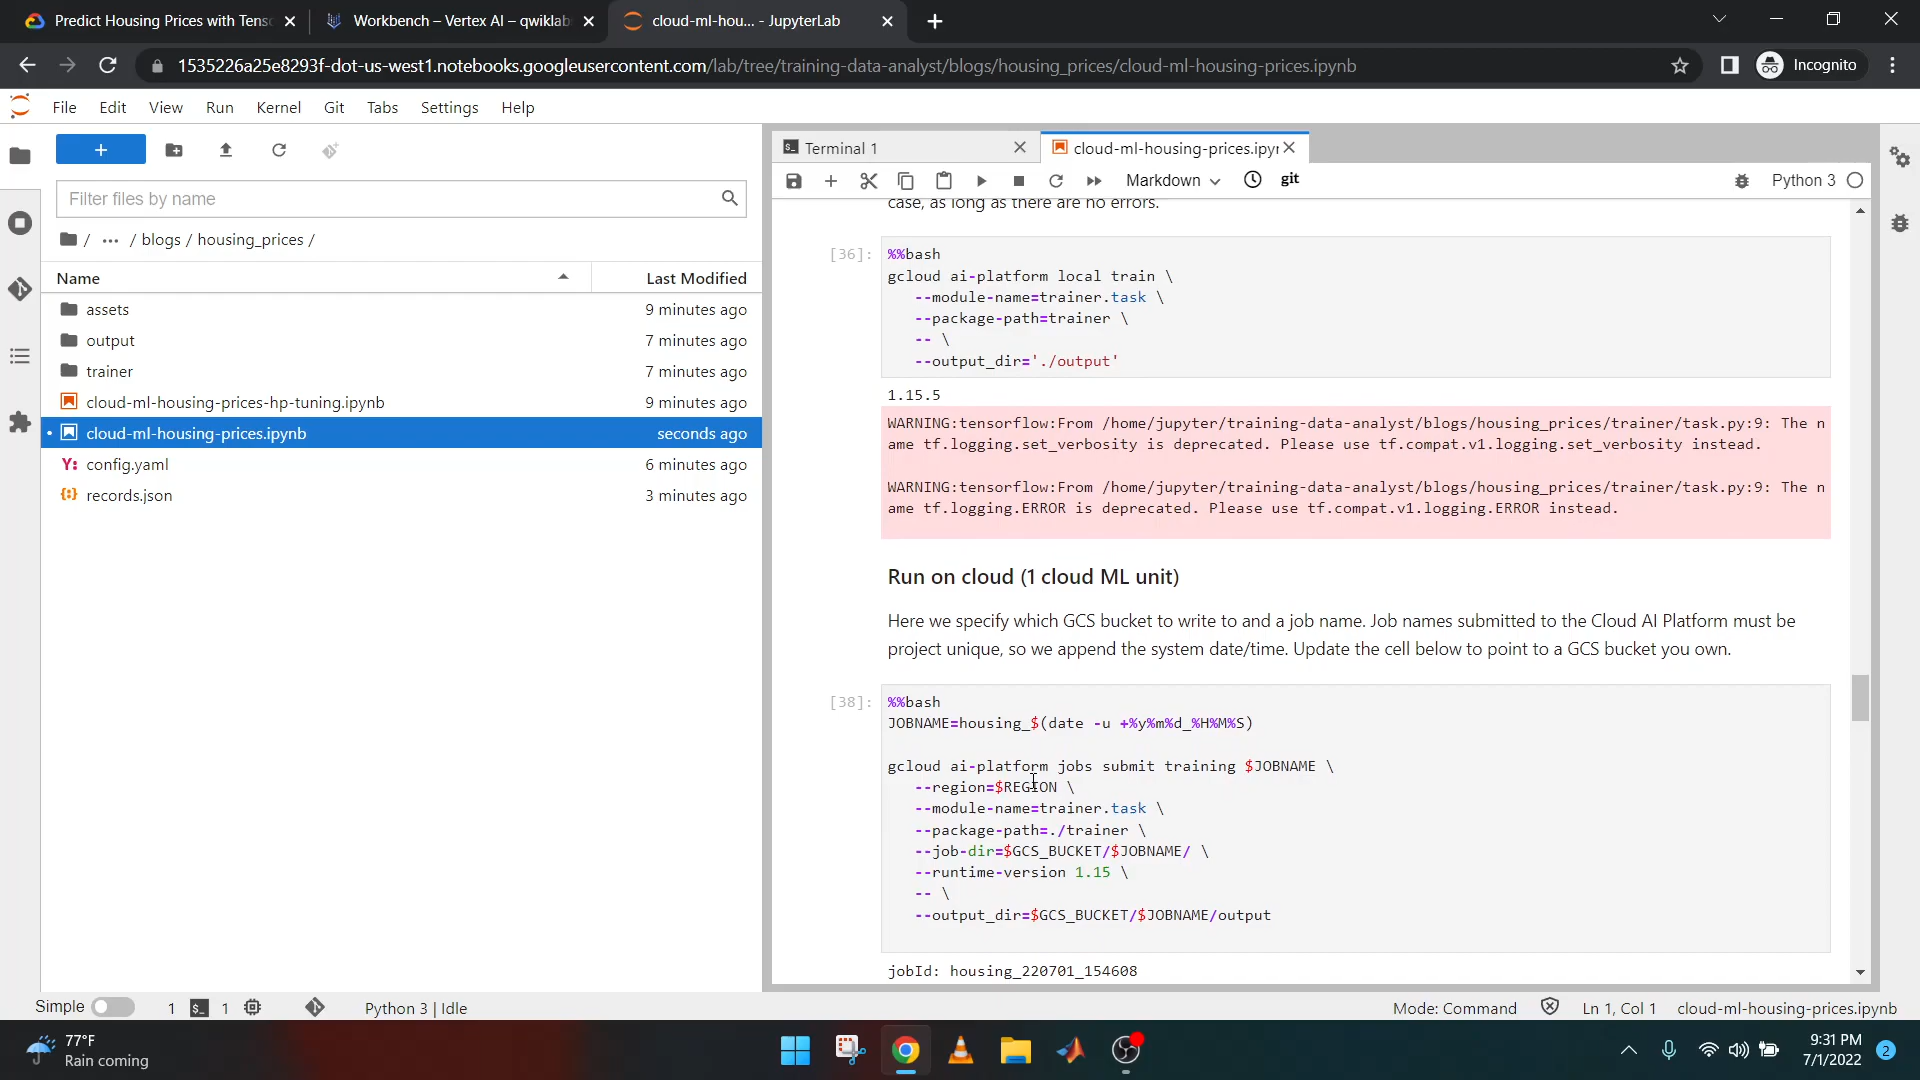 Predict Housing Prices with Tens
Workbench – Vertex AI – qwiklab
cloud-ml-hou... - JupyterLab
1535226a25e8293f-dot-us-west1.notebooks.googleusercontent.com/lab/tree/training-data-analyst/blogs/housing_prices/cloud-ml-housing-prices.ipynb
Incognito
File Edit View Run Kernel Git Tabs Settings Help
Filter files by name
/ ... / blogs / housing_prices /
Name Last Modified
assets 9 minutes ago
output 7 minutes ago
trainer 7 minutes ago
cloud-ml-housing-prices-hp-tuning.ipynb 9 minutes ago
cloud-ml-housing-prices.ipynb seconds ago
Y: config.yaml 6 minutes ago
{:} records.json 3 minutes ago
Terminal 1
cloud-ml-housing-prices.ipyr
Markdown
git
Python 3
case, as long as there are no errors.
[36]: %%bash
gcloud ai-platform local train \
--module-name=trainer.task \
--package-path=trainer \
-- \
--output_dir='./output'
1.15.5
WARNING:tensorflow:From /home/jupyter/training-data-analyst/blogs/housing_prices/trainer/task.py:9: The n
ame tf.logging.set_verbosity is deprecated. Please use tf.compat.v1.logging.set_verbosity instead.
WARNING:tensorflow:From /home/jupyter/training-data-analyst/blogs/housing_prices/trainer/task.py:9: The n
ame tf.logging.ERROR is deprecated. Please use tf.compat.v1.logging.ERROR instead.
Run on cloud (1 cloud ML unit)
Here we specify which GCS bucket to write to and a job name. Job names submitted to the Cloud AI Platform must be
project unique, so we append the system date/time. Update the cell below to point to a GCS bucket you own.
[38]: %%bash
JOBNAME=housing_$(date -u +%y%m%d_%H%M%S)
gcloud ai-platform jobs submit training $JOBNAME \
--region=$REGION \
--module-name=trainer.task \
--package-path=./trainer \
--job-dir=$GCS_BUCKET/$JOBNAME/ \
--runtime-version 1.15 \
-- \
--output_dir=$GCS_BUCKET/$JOBNAME/output
jobId: housing_220701_154608
Simple 1 $_ 1 Python 3 | Idle
Mode: Command Ln 1, Col 1 cloud-ml-housing-prices.ipynb
77°F
Rain coming
9:31 PM
7/1/2022
2